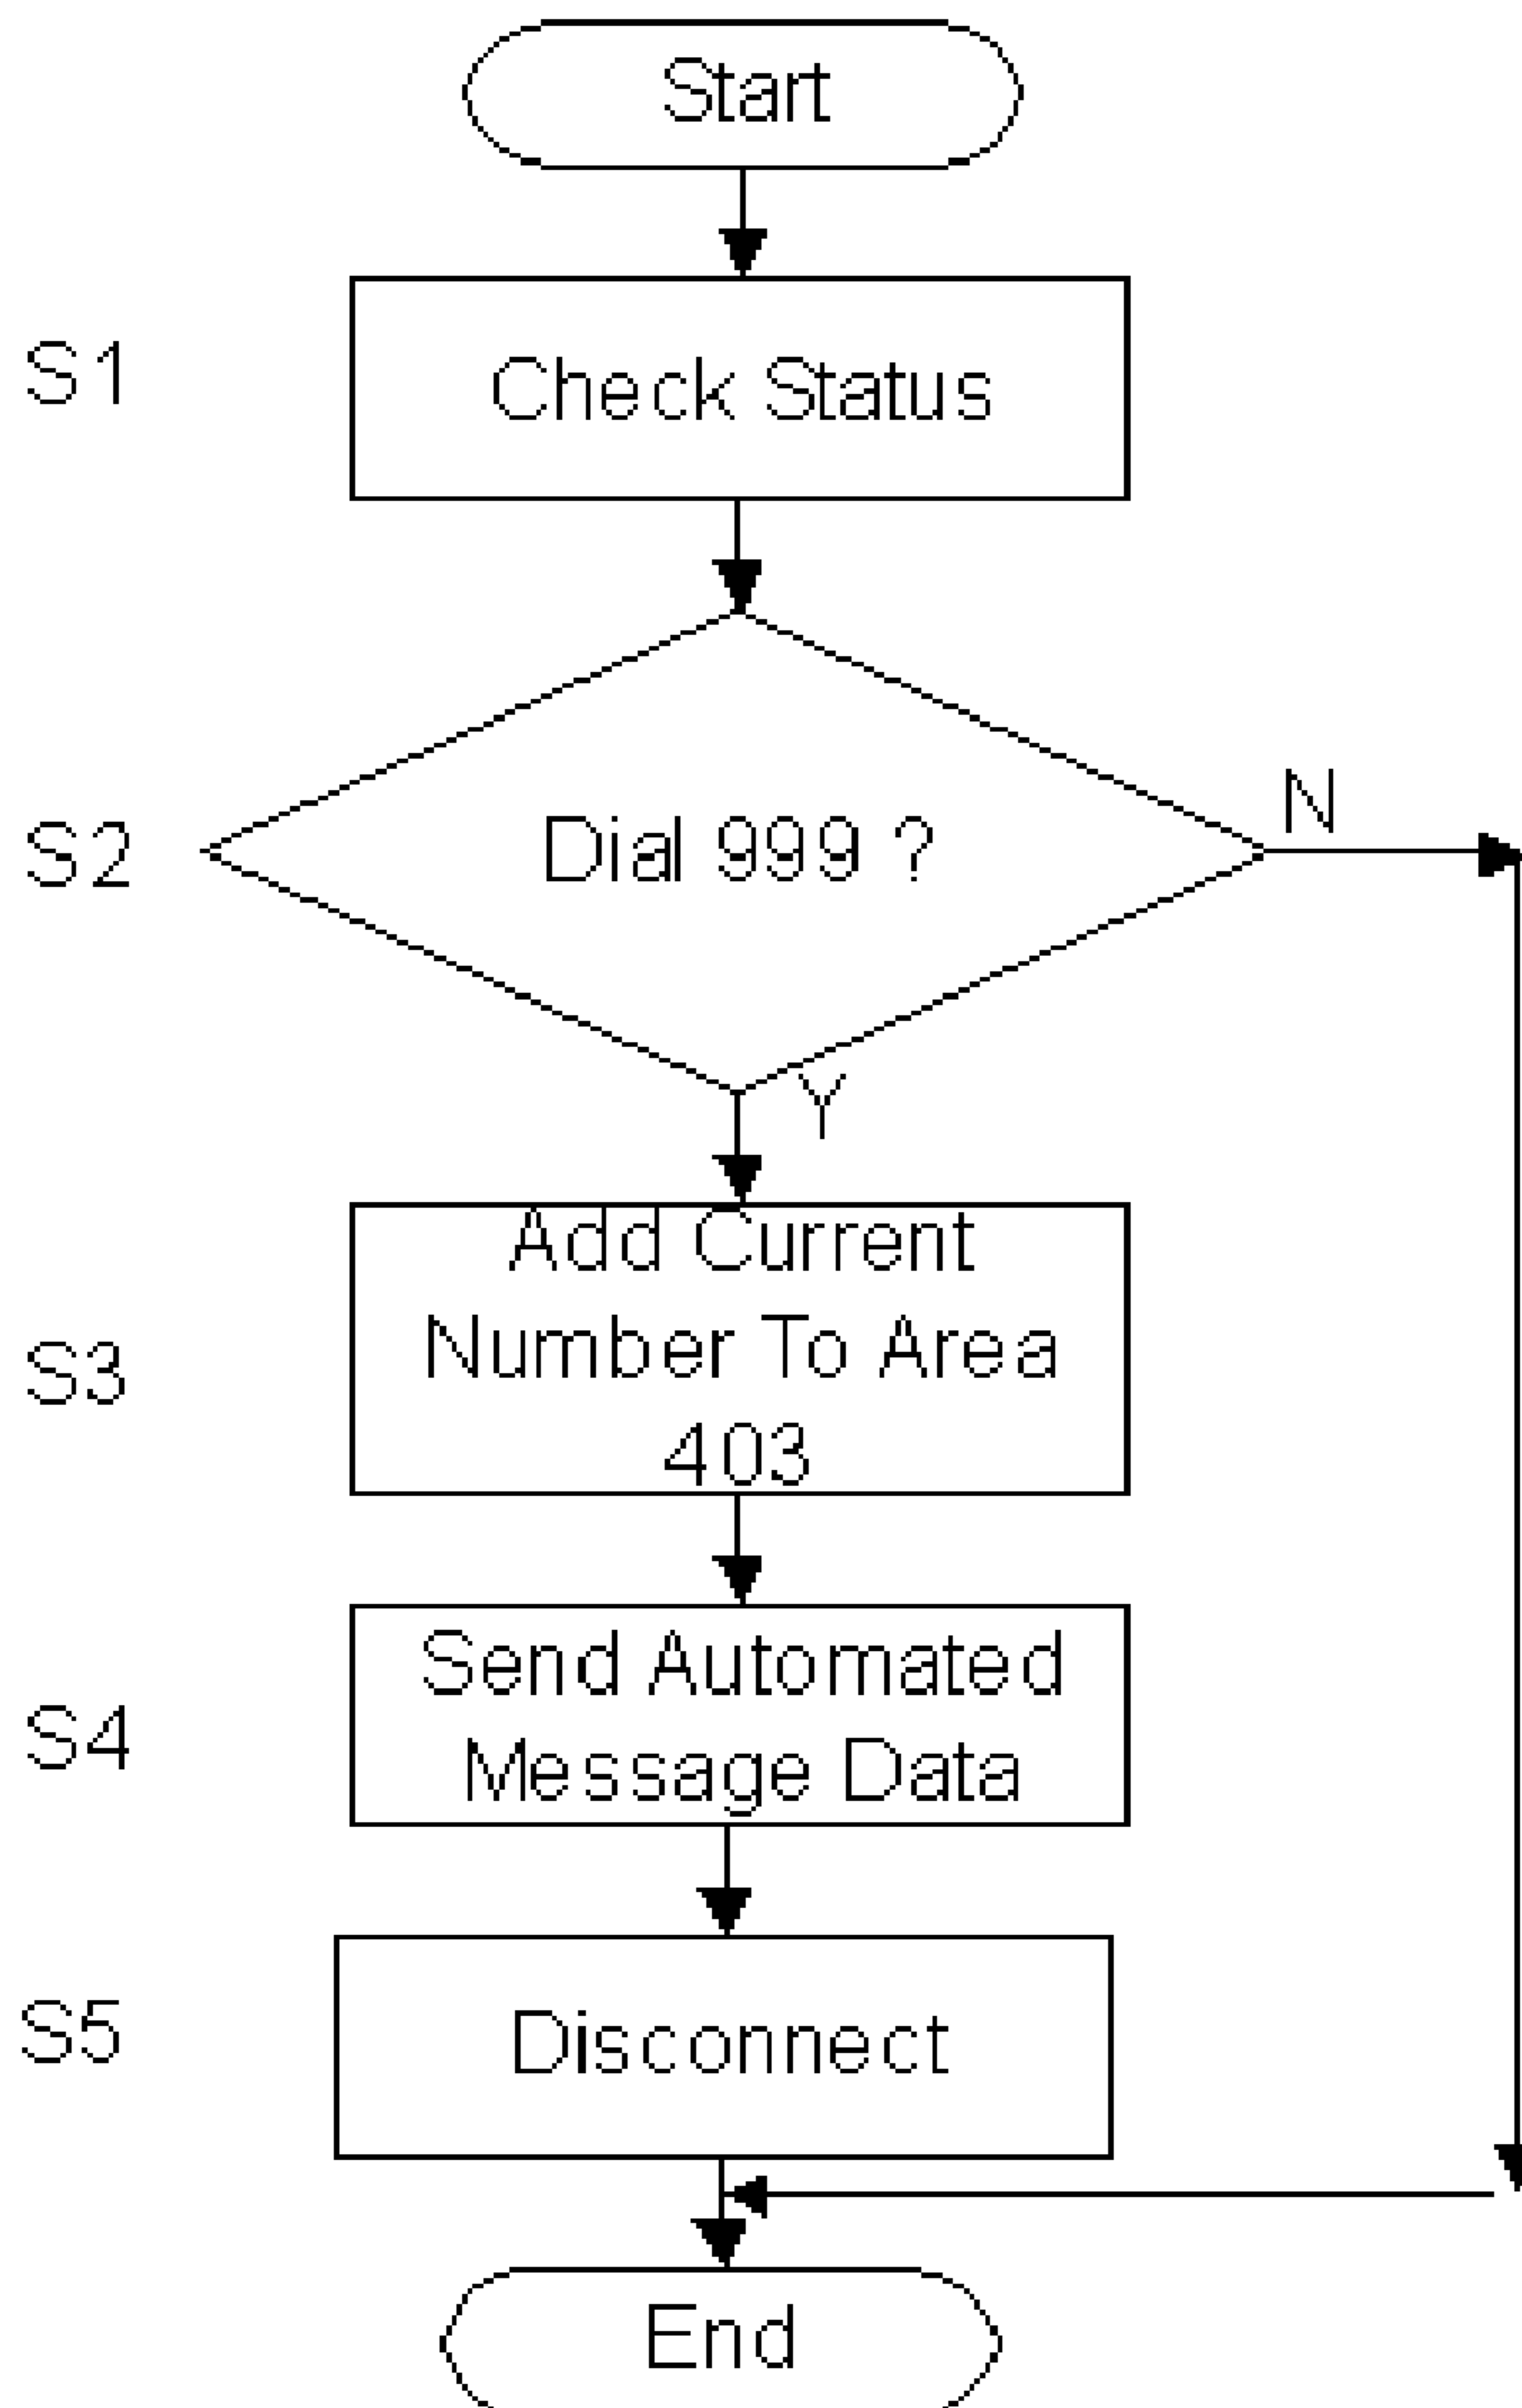 Start
S1
Check Status
S2
Dial 999 ?
N
Y
S3
Add Current
Number To Area
403
S4
Send Automated
Message Data
S5
Disconnect
End